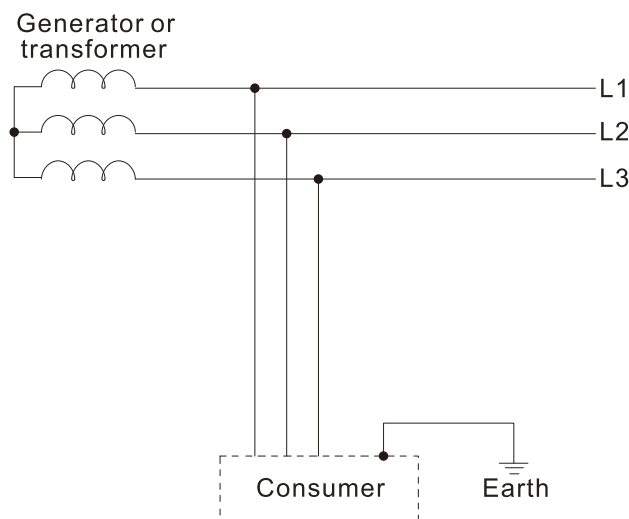 Generator or
transformer
L1
L2
L3
Consumer
Earth